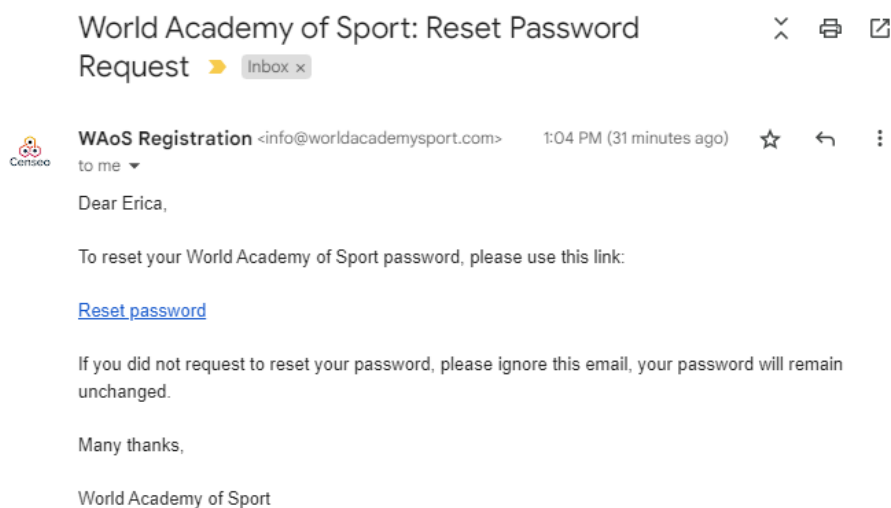 World Academy of Sport: Reset Password
Request
Inbox ×
WAoS Registration <info@worldacademysport.com> 1:04 PM (31 minutes ago)
Censeo
to me
Dear Erica,
To reset your World Academy of Sport password, please use this link:
Reset password
If you did not request to reset your password, please ignore this email, your password will remain
unchanged.
Many thanks,
World Academy of Sport